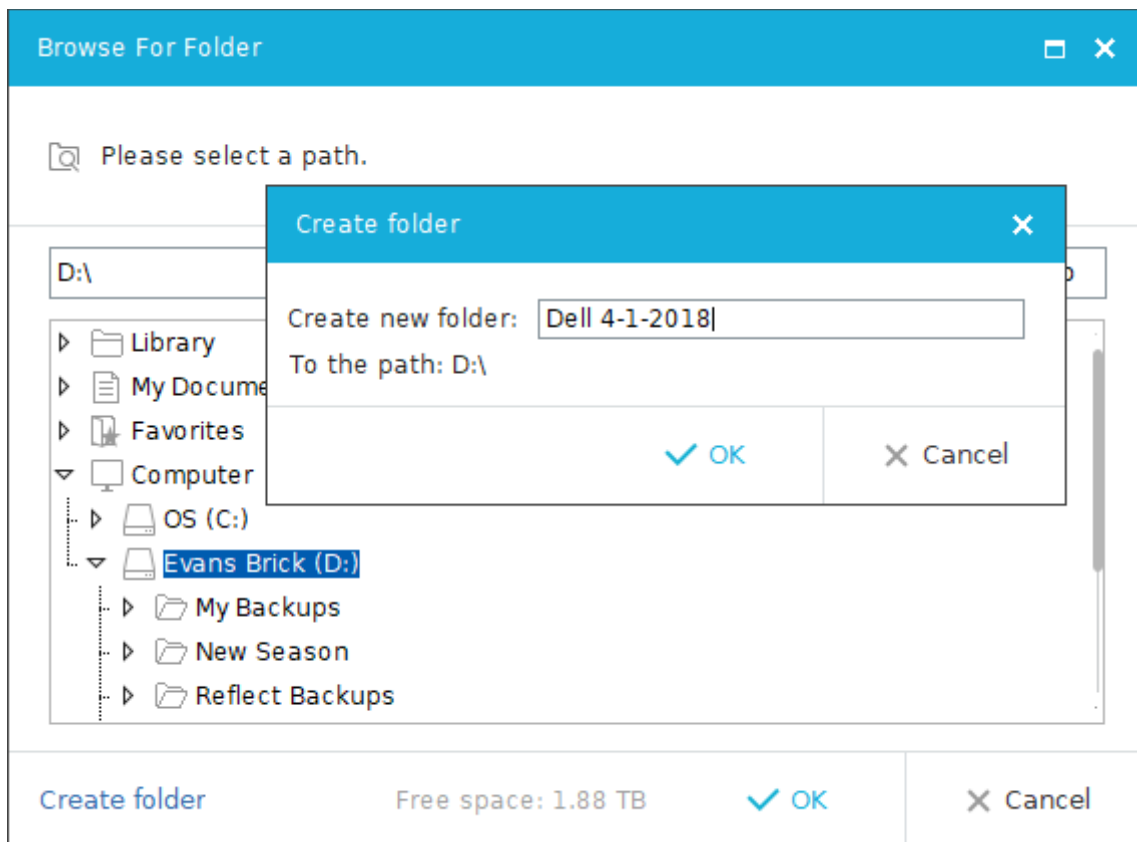 Browse For Folder
Please select a path.
Create folder
D:\
Create new folder: Dell 4-1-2018
To the path: D:\
OK Cancel
Library
My Docume
Favorites
Computer
OS (C:)
Evans Brick (D:)
My Backups
New Season
Reflect Backups
Create folder Free space: 1.88 TB OK Cancel